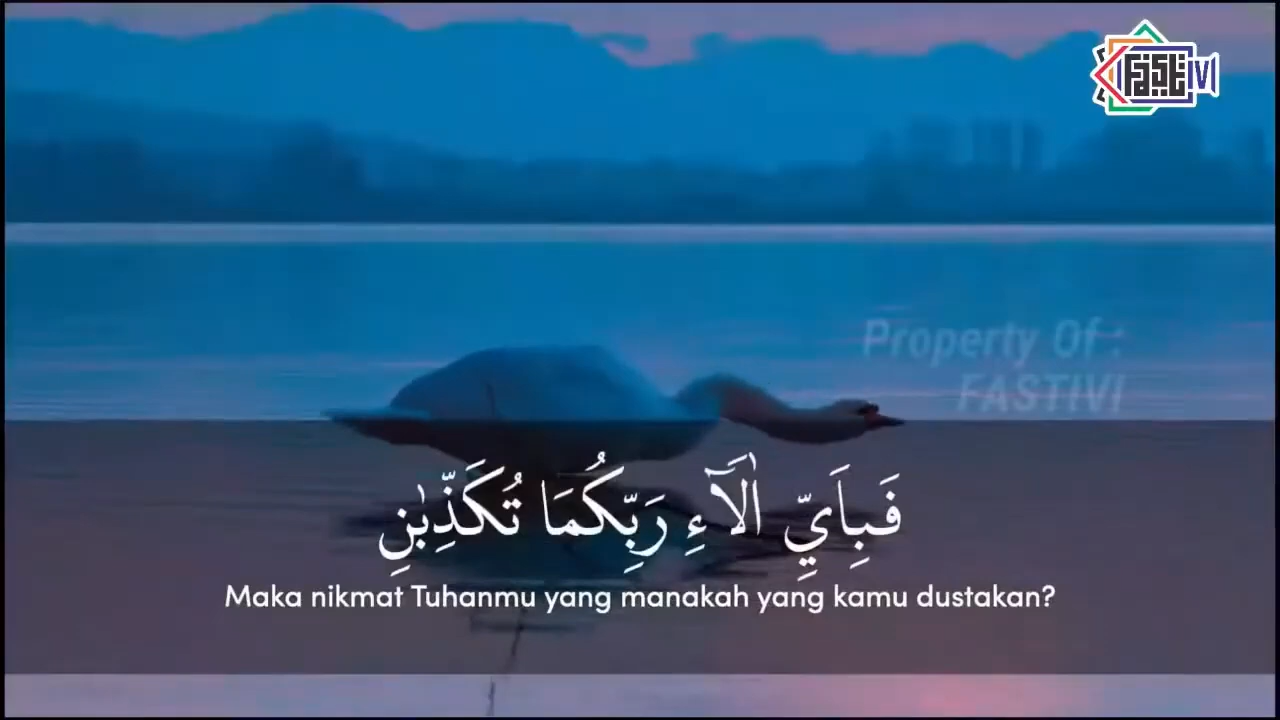 FASTIVI
Property Of :
FASTIVI
فَبِاَيِّ اٰلَاۤءِ رَبِّكُمَا تُكَذِّبٰنِ
Maka nikmat Tuhanmu yang manakah yang kamu dustakan?